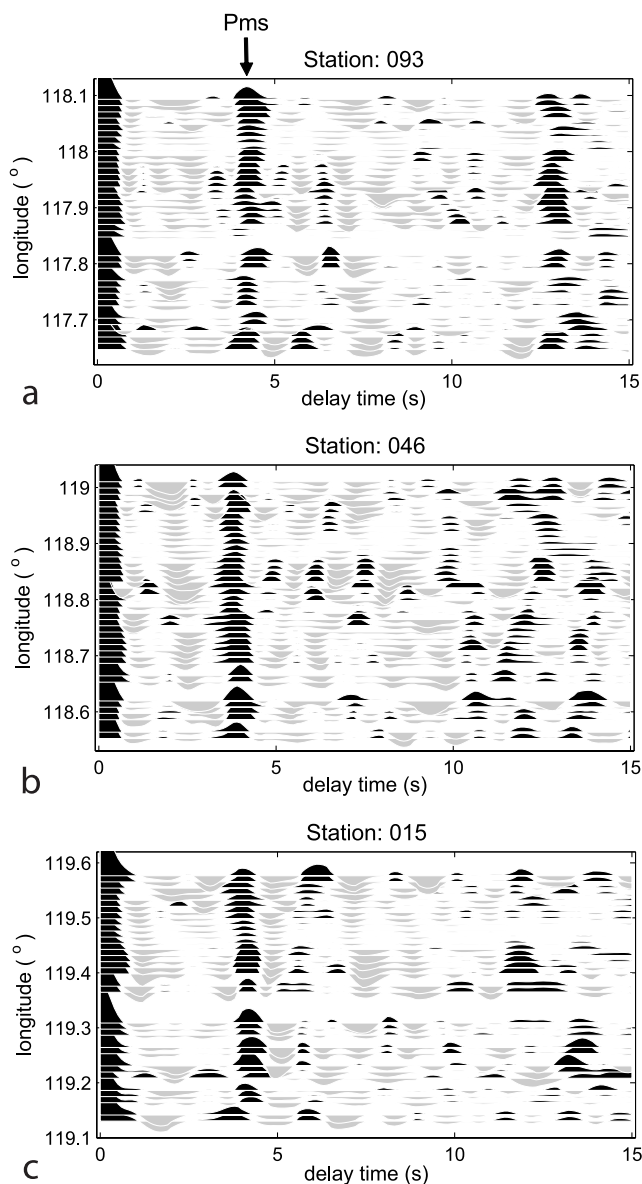 Pms
Station: 093
118.1
118
117.9
117.8
117.7
longitude ( o )
0 5 10 15
a
delay time (s)
Station: 046
119
118.9
118.8
118.7
118.6
longitude ( o )
0 5 10 15
b
delay time (s)
Station: 015
119.6
119.5
119.4
119.3
119.2
119.1
longitude ( o )
0 5 10 15
c
delay time (s)